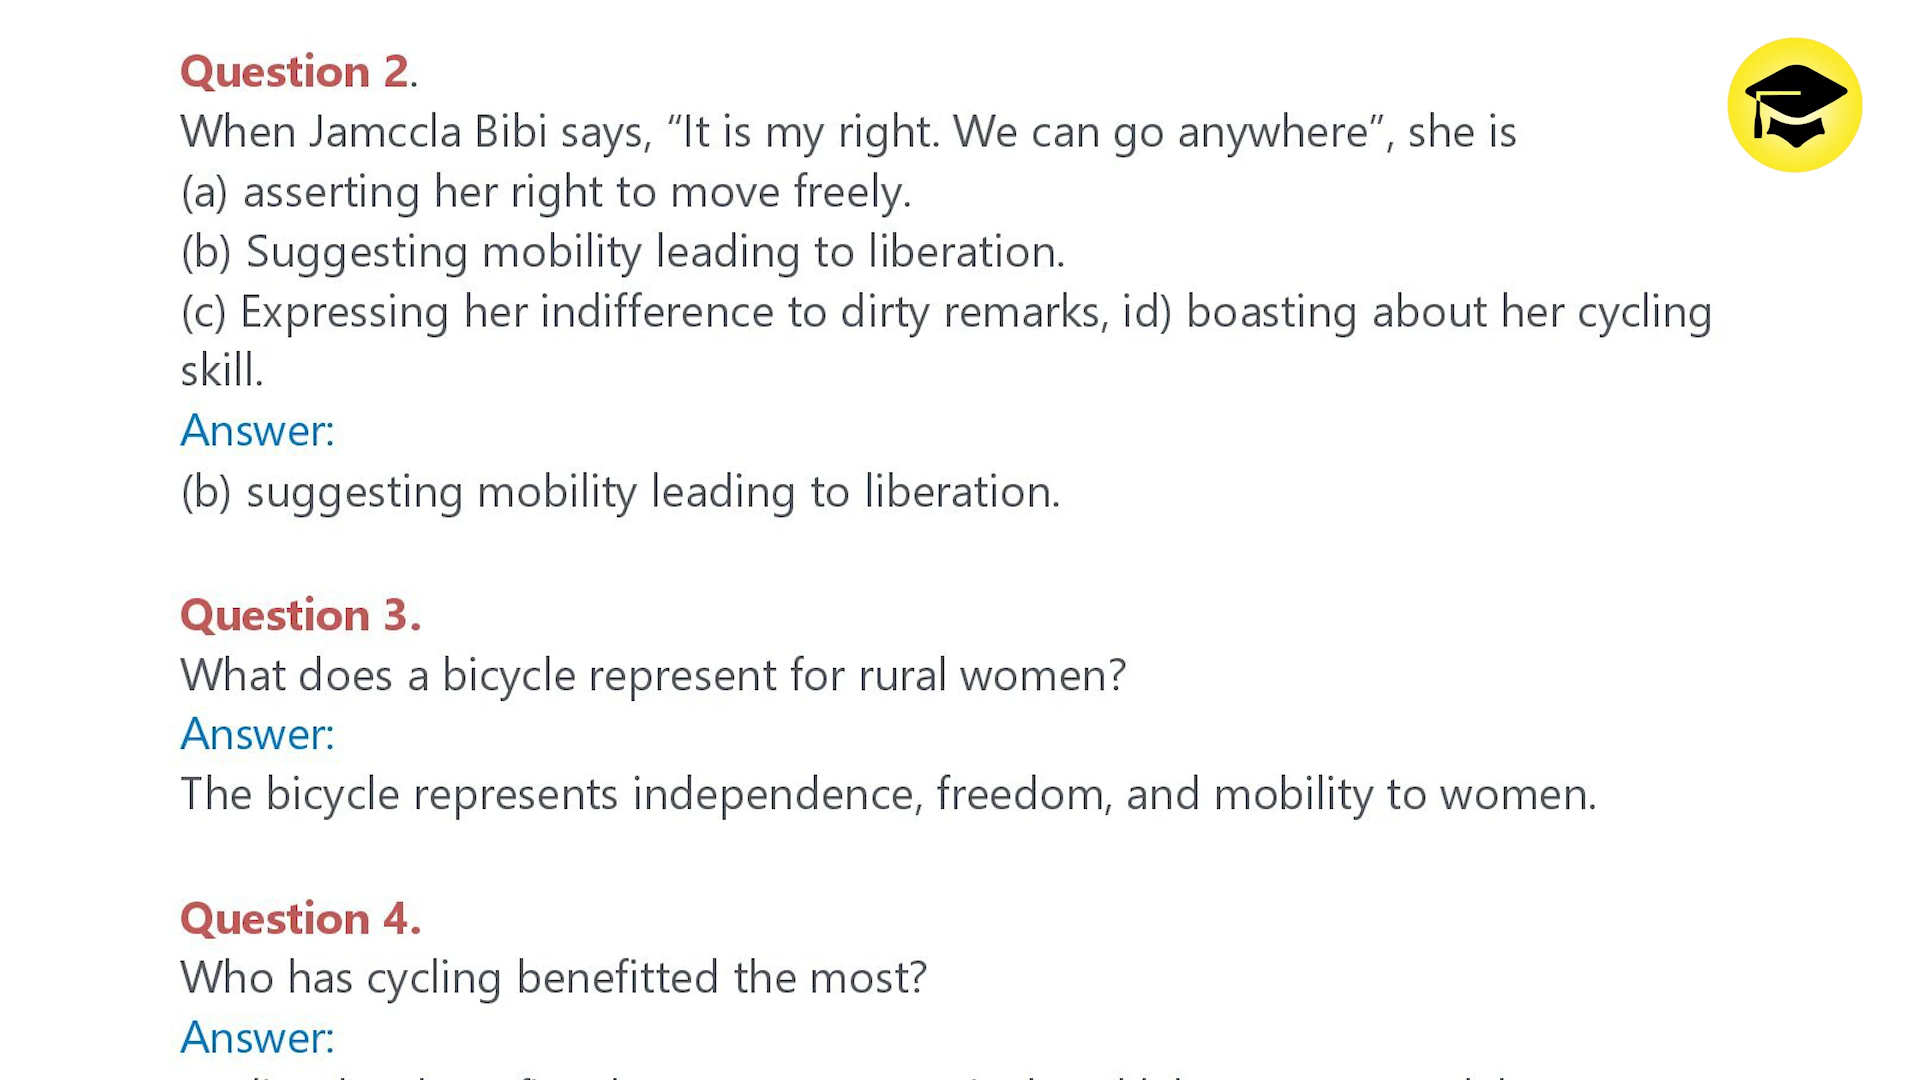 Question 2.
When Jamccla Bibi says, “It is my right. We can go anywhere”, she is
(a) asserting her right to move freely.
(b) Suggesting mobility leading to liberation.
(c) Expressing her indifference to dirty remarks, id) boasting about her cycling
skill.
Answer:
(b) suggesting mobility leading to liberation.
Question 3.
What does a bicycle represent for rural women?
Answer:
The bicycle represents independence, freedom, and mobility to women.
Question 4.
Who has cycling benefitted the most?
Answer: